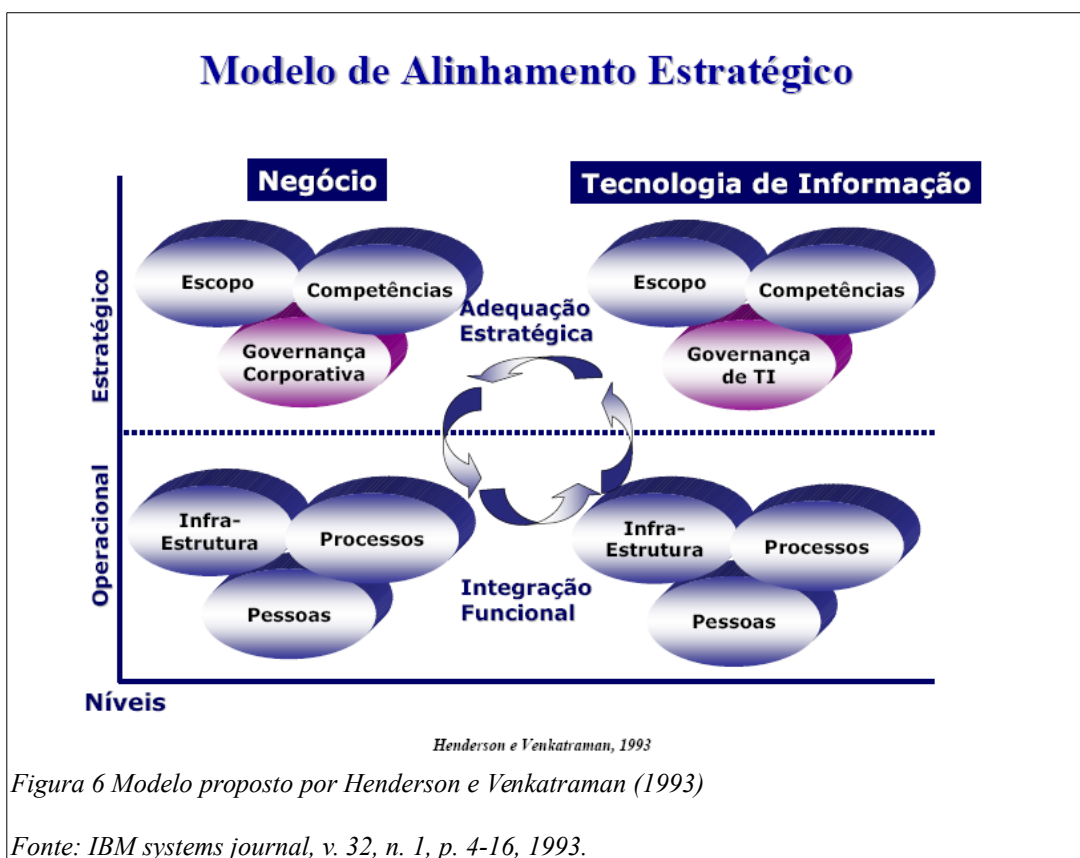 Modelo de Alinhamento Estratégico
Negócio
Tecnologia de Informação
Estratégico
Escopo
Competências
Governança
Corporativa
Adequação
Estratégica
Escopo
Competências
Governança
de TI
Operacional
Infra-
Estrutura
Processos
Pessoas
Integração
Funcional
Infra-
Estrutura
Processos
Pessoas
Níveis
Henderson e Venkatraman, 1993
Figura 6 Modelo proposto por Henderson e Venkatraman (1993)
Fonte: IBM systems journal, v. 32, n. 1, p. 4-16, 1993.